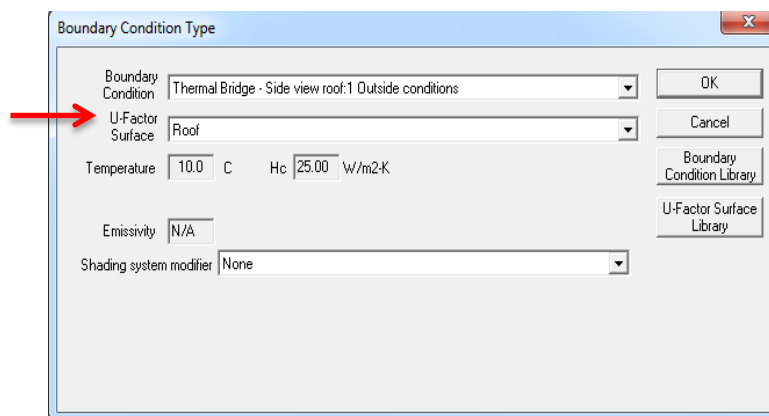 Boundary Condition Type
Boundary
Condition
Thermal Bridge - Side view roof:1 Outside conditions
OK
U-Factor
Surface
Roof
Cancel
Temperature 10.0 C Hc 25.00 W/m2-K
Boundary
Condition Library
Emissivity N/A
U-Factor Surface
Library
Shading system modifier None